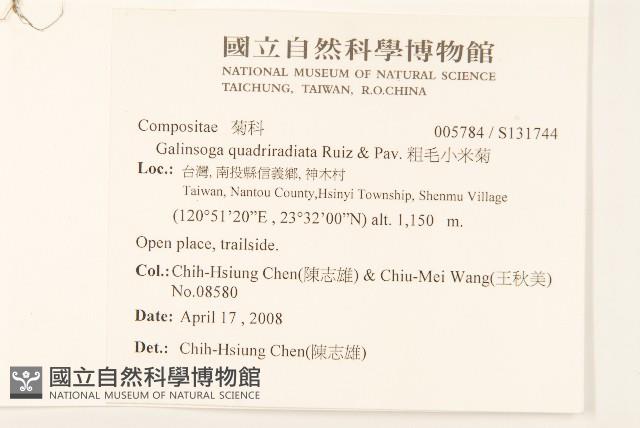 國立自然科學博物館
NATIONAL MUSEUM OF NATURAL SCIENCE
TAICHUNG, TAIWAN, R.O.CHINA
Compositae 菊科 005784 / S131744
Galinsoga quadriradiata Ruiz & Pav. 粗毛小米菊
Loc.: 台灣, 南投縣信義鄉, 神木村
Taiwan, Nantou County,Hsinyi Township, Shenmu Village
(120°51’20”E , 23°32’00”N) alt. 1,150 m.
Open place, trailside.
Col.: Chih-Hsiung Chen(陳志雄) & Chiu-Mei Wang(王秋美)
No.08580
Date: April 17 , 2008
Det.: Chih-Hsiung Chen(陳志雄)
國立自然科學博物館
NATIONAL MUSEUM OF NATURAL SCIENCE